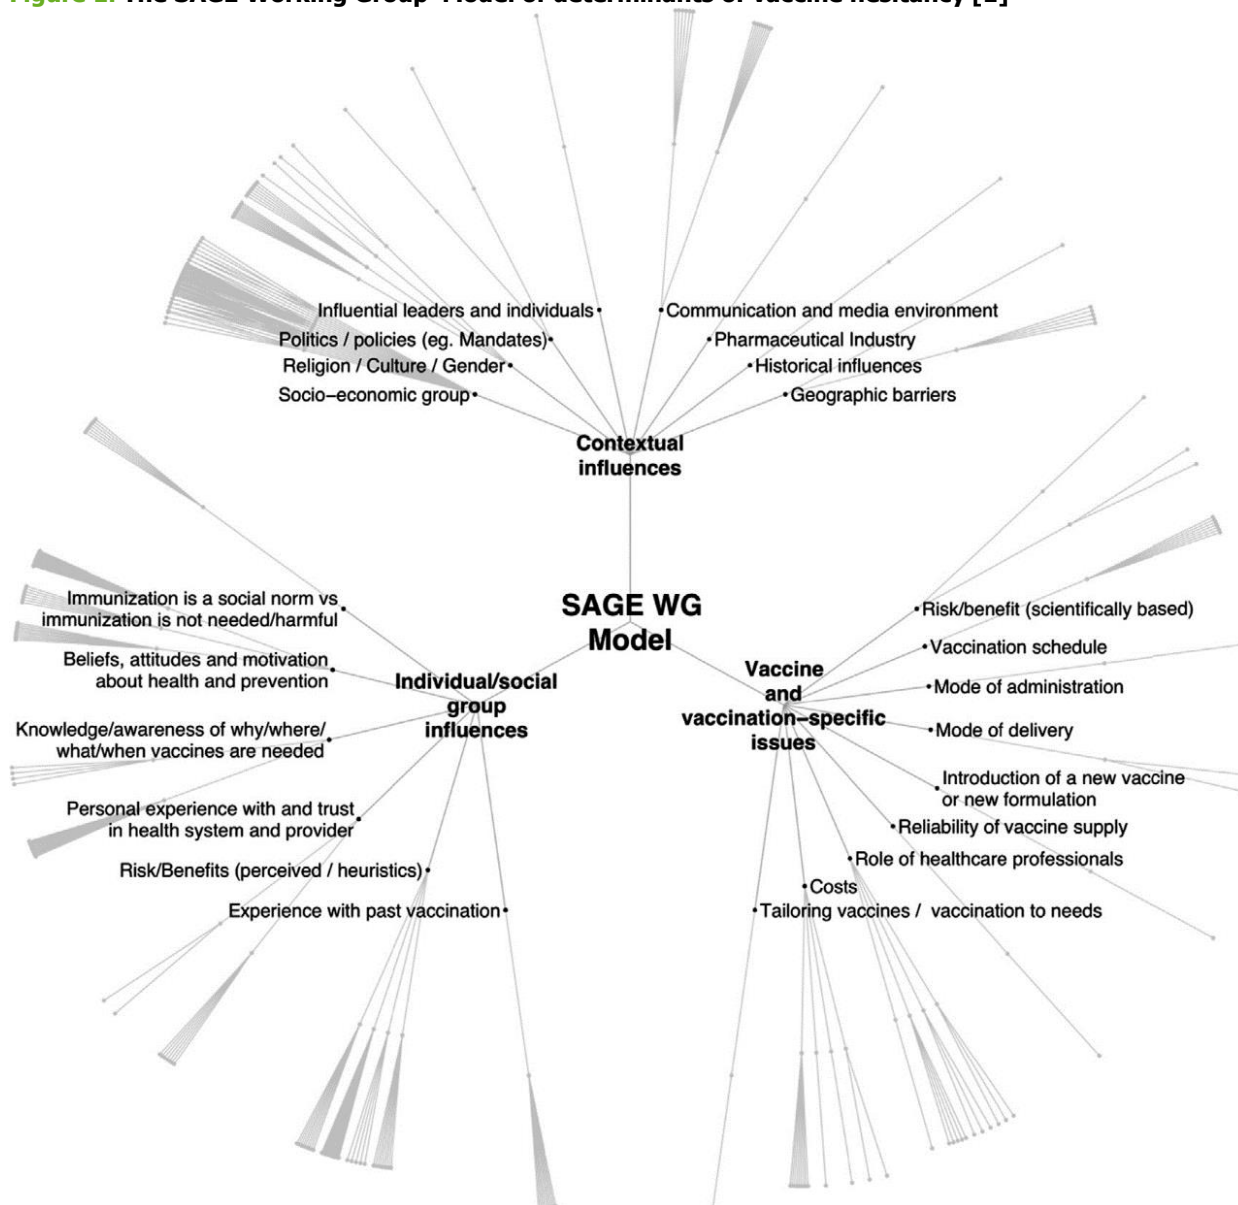 Figure 1. The SAGE Working Group "Model of determinants of vaccine hesitancy" [1]
Influential leaders and individuals
Politics / policies (eg. Mandates)
Religion / Culture / Gender
Socio−economic group
Communication and media environment
Pharmaceutical Industry
Historical influences
Geographic barriers
Contextual
influences
SAGE WG
Model
Immunization is a social norm vs
immunization is not needed/harmful
Beliefs, attitudes and motivation
about health and prevention
Knowledge/awareness of why/where/
what/when vaccines are needed
Personal experience with and trust
in health system and provider
Risk/Benefits (perceived / heuristics)
Experience with past vaccination
Individual/social
group
influences
Vaccine
and
vaccination−specific
issues
Risk/benefit (scientifically based)
Vaccination schedule
Mode of administration
Mode of delivery
Introduction of a new vaccine
or new formulation
Reliability of vaccine supply
Role of healthcare professionals
Costs
Tailoring vaccines / vaccination to needs